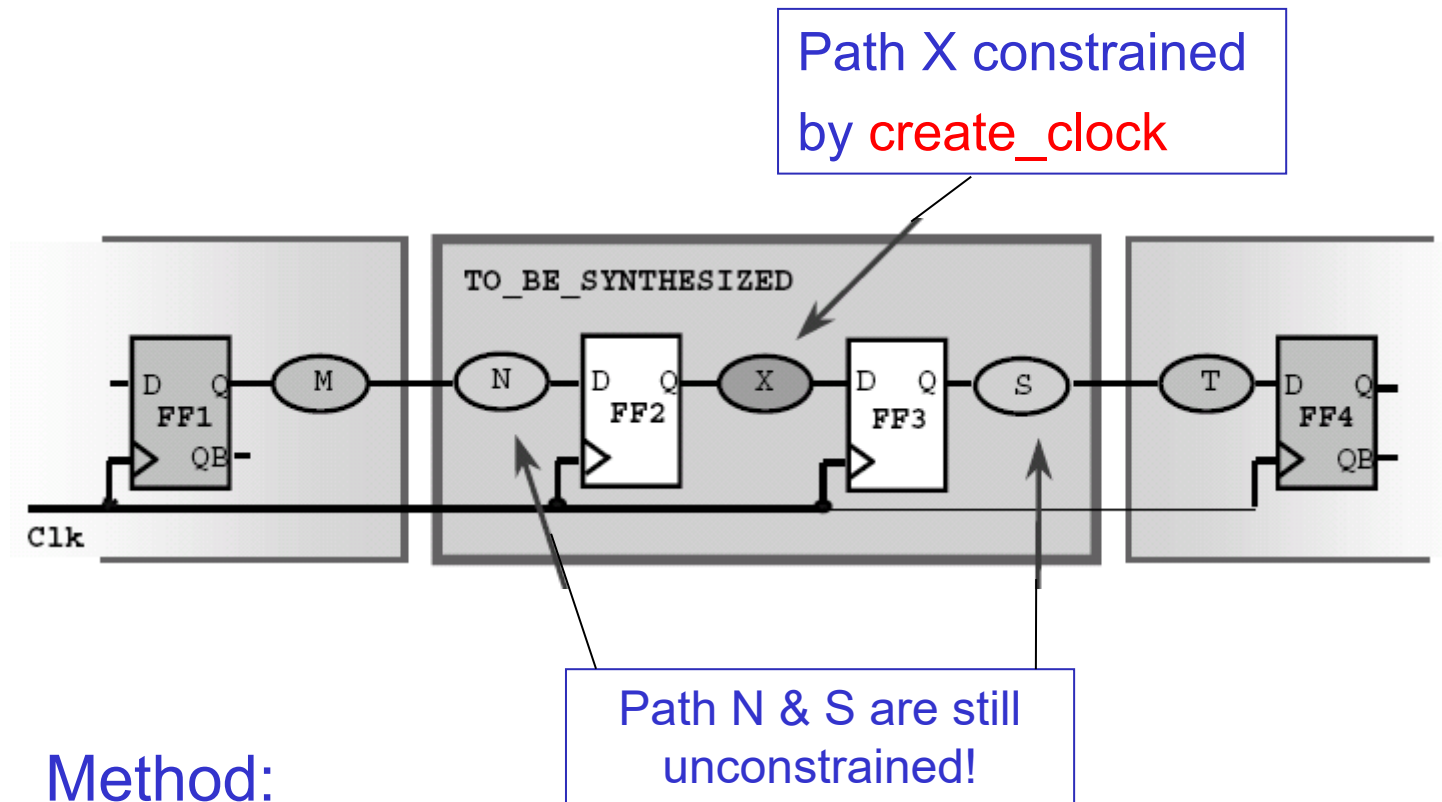 Path X constrained
by create_clock
TO_BE_SYNTHESIZED
D Q
FF1
QB
M
N
D Q
FF2
X
D Q
FF3
S
T
D Q
FF4
QB
Clk
Path N & S are still
unconstrained!
Method: